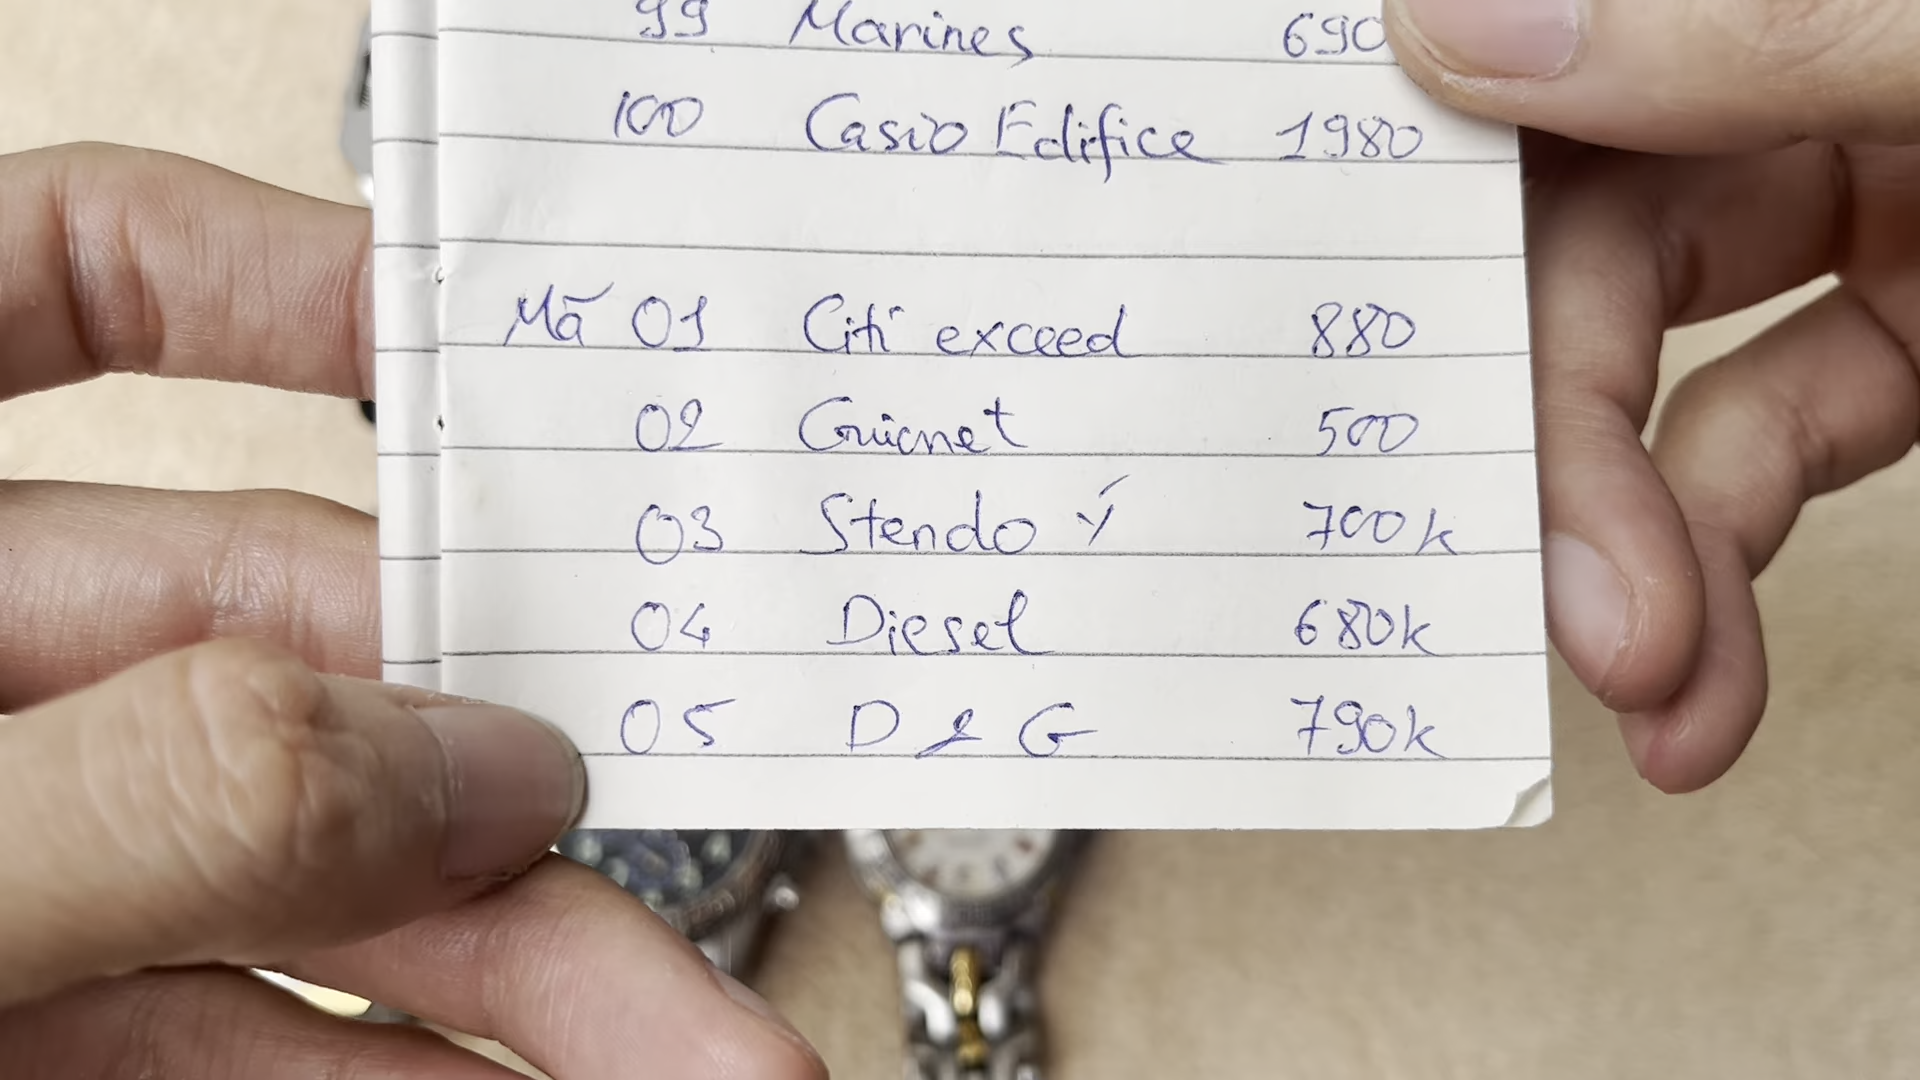 99 Marines 690
100 Casio Edifice 1980
Mã 01 Citi exceed 880
02 Guicnet 500
03 Stendo Ý 700k
04 Diesel 680k
05 D & G 790k